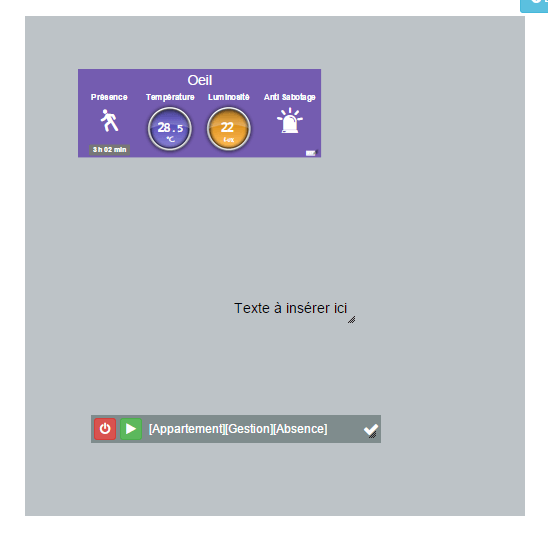 Oeil
Présence Température Luminosité Anti Sabotage
28.5 22
°C Lux
3 h 02 min
Texte à insérer ici
[Appartement][Gestion][Absence]